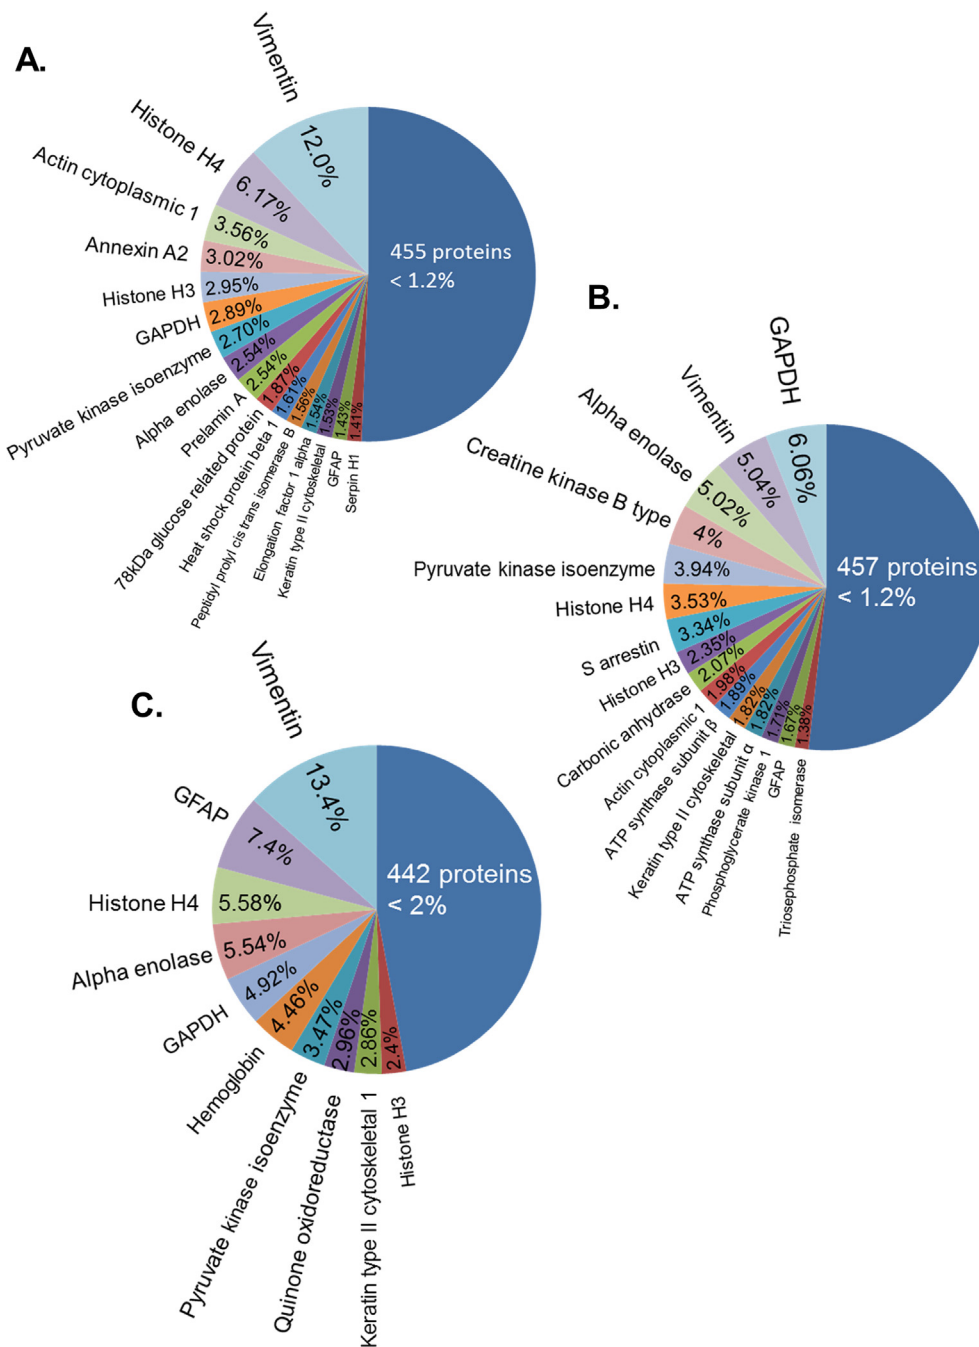 A.
Vimentin
12.0%
Histone H4
6.17%
Actin cytoplasmic 1
3.56%
Annexin A2
3.02%
Histone H3
2.95%
GAPDH
2.89%
Pyruvate kinase isoenzyme
2.70%
Alpha enolase
2.54%
Prelamin A
2.54%
78kDa glucose related protein
1.87%
Heat shock protein beta 1
1.61%
Peptidyl prolyl cis trans isomerase B
1.56%
Elongation factor 1 alpha
1.54%
Keratin type II cytoskeletal
1.53%
GFAP
1.43%
Serpin H1
1.41%
455 proteins
< 1.2%
B.
GAPDH
6.06%
Vimentin
5.04%
Alpha enolase
5.02%
Creatine kinase B type
4%
Pyruvate kinase isoenzyme
3.94%
Histone H4
3.53%
S arrestin
3.34%
Histone H3
2.35%
Carbonic anhydrase
2.07%
Actin cytoplasmic 1
1.98%
ATP synthase subunit β
1.89%
Keratin type II cytoskeletal
1.82%
ATP synthase subunit α
1.82%
Phosphoglycerate kinase 1
1.71%
GFAP
1.67%
Triosephosphate isomerase
1.38%
457 proteins
< 1.2%
C.
Vimentin
13.4%
GFAP
7.4%
Histone H4
5.58%
Alpha enolase
5.54%
GAPDH
4.92%
Hemoglobin
4.46%
Pyruvate kinase isoenzyme
3.47%
Quinone oxidoreductase
2.96%
Keratin type II cytoskeletal 1
2.86%
Histone H3
2.4%
442 proteins
< 2%